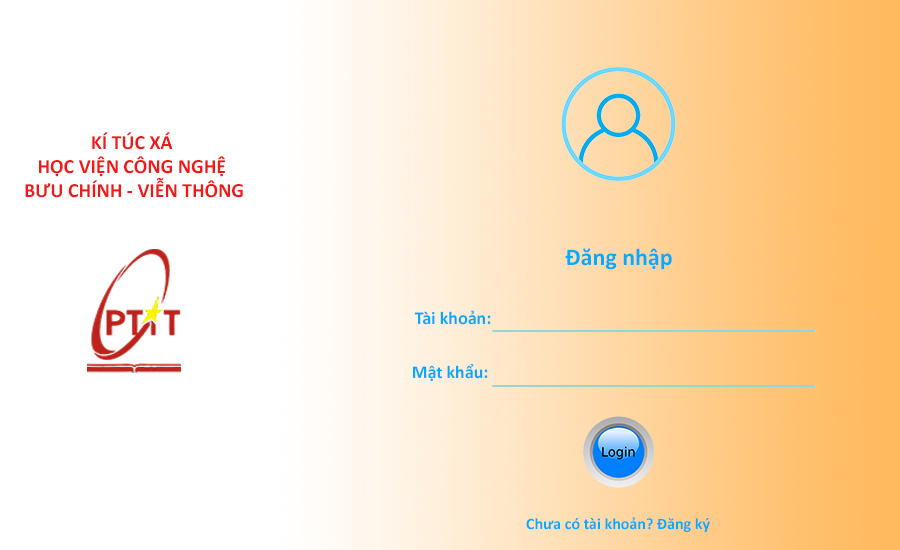 KÍ TÚC XÁ
HỌC VIỆN CÔNG NGHỆ
BƯU CHÍNH - VIỄN THÔNG
PTIT
Đăng nhập
Tài khoản:
Mật khẩu:
Login
Chưa có tài khoản? Đăng ký